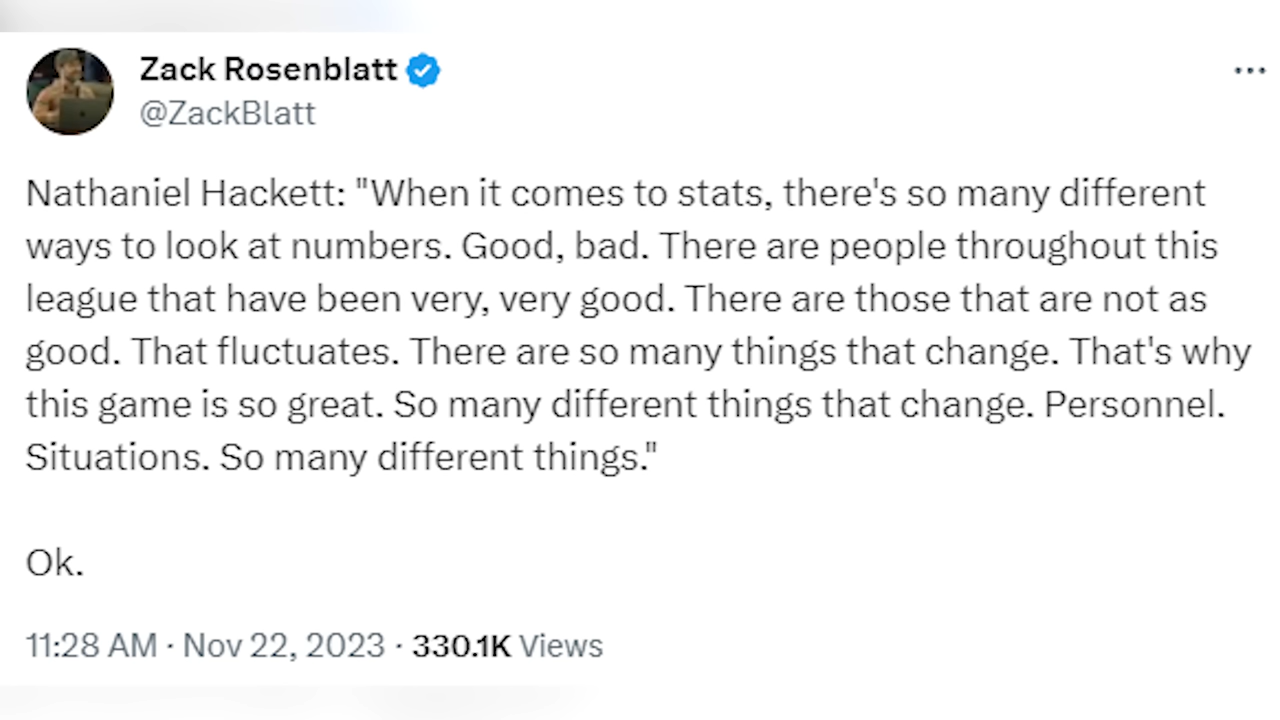 Zack Rosenblatt
@ZackBlatt
Nathaniel Hackett: "When it comes to stats, there's so many different
ways to look at numbers. Good, bad. There are people throughout this
league that have been very, very good. There are those that are not as
good. That fluctuates. There are so many things that change. That's why
this game is so great. So many different things that change. Personnel.
Situations. So many different things."
Ok.
11:28 AM · Nov 22, 2023 · 330.1K Views